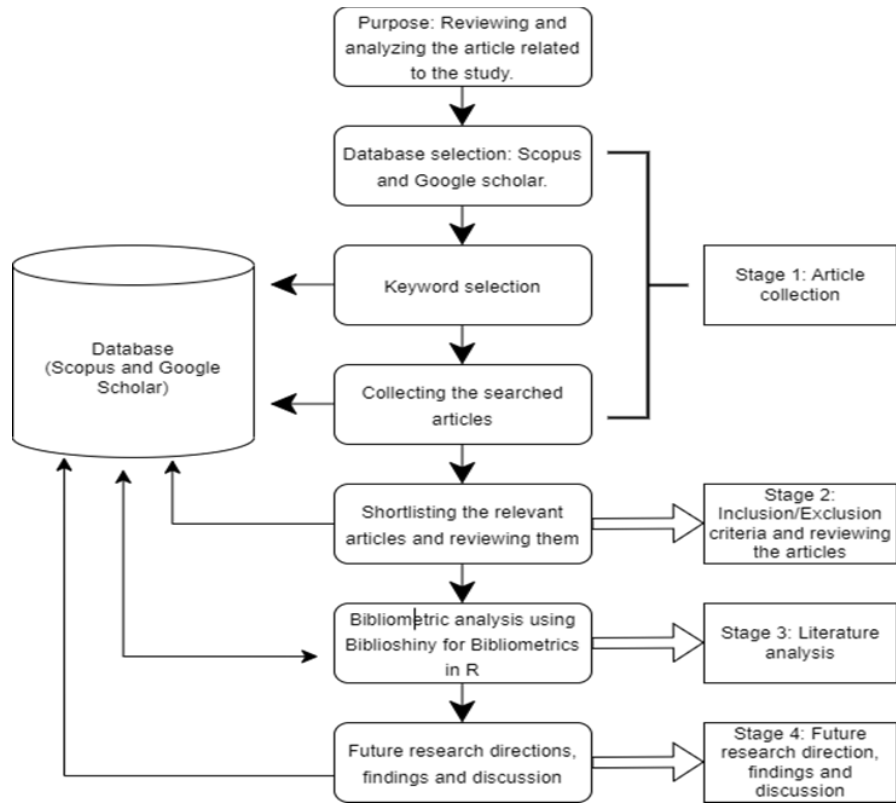 Purpose: Reviewing and
analyzing the article related
to the study.
Database selection: Scopus
and Google scholar.
Keyword selection
Stage 1: Article
collection
Database
(Scopus and Google
Scholar)
Collecting the searched
articles
Shortlisting the relevant
articles and reviewing them
Stage 2:
Inclusion/Exclusion
criteria and reviewing
the articles
Bibliometric analysis using
Biblioshiny for Bibliometrics
in R
Stage 3: Literature
analysis
Future research directions,
findings and discussion
Stage 4: Future
research direction,
findings and
discussion